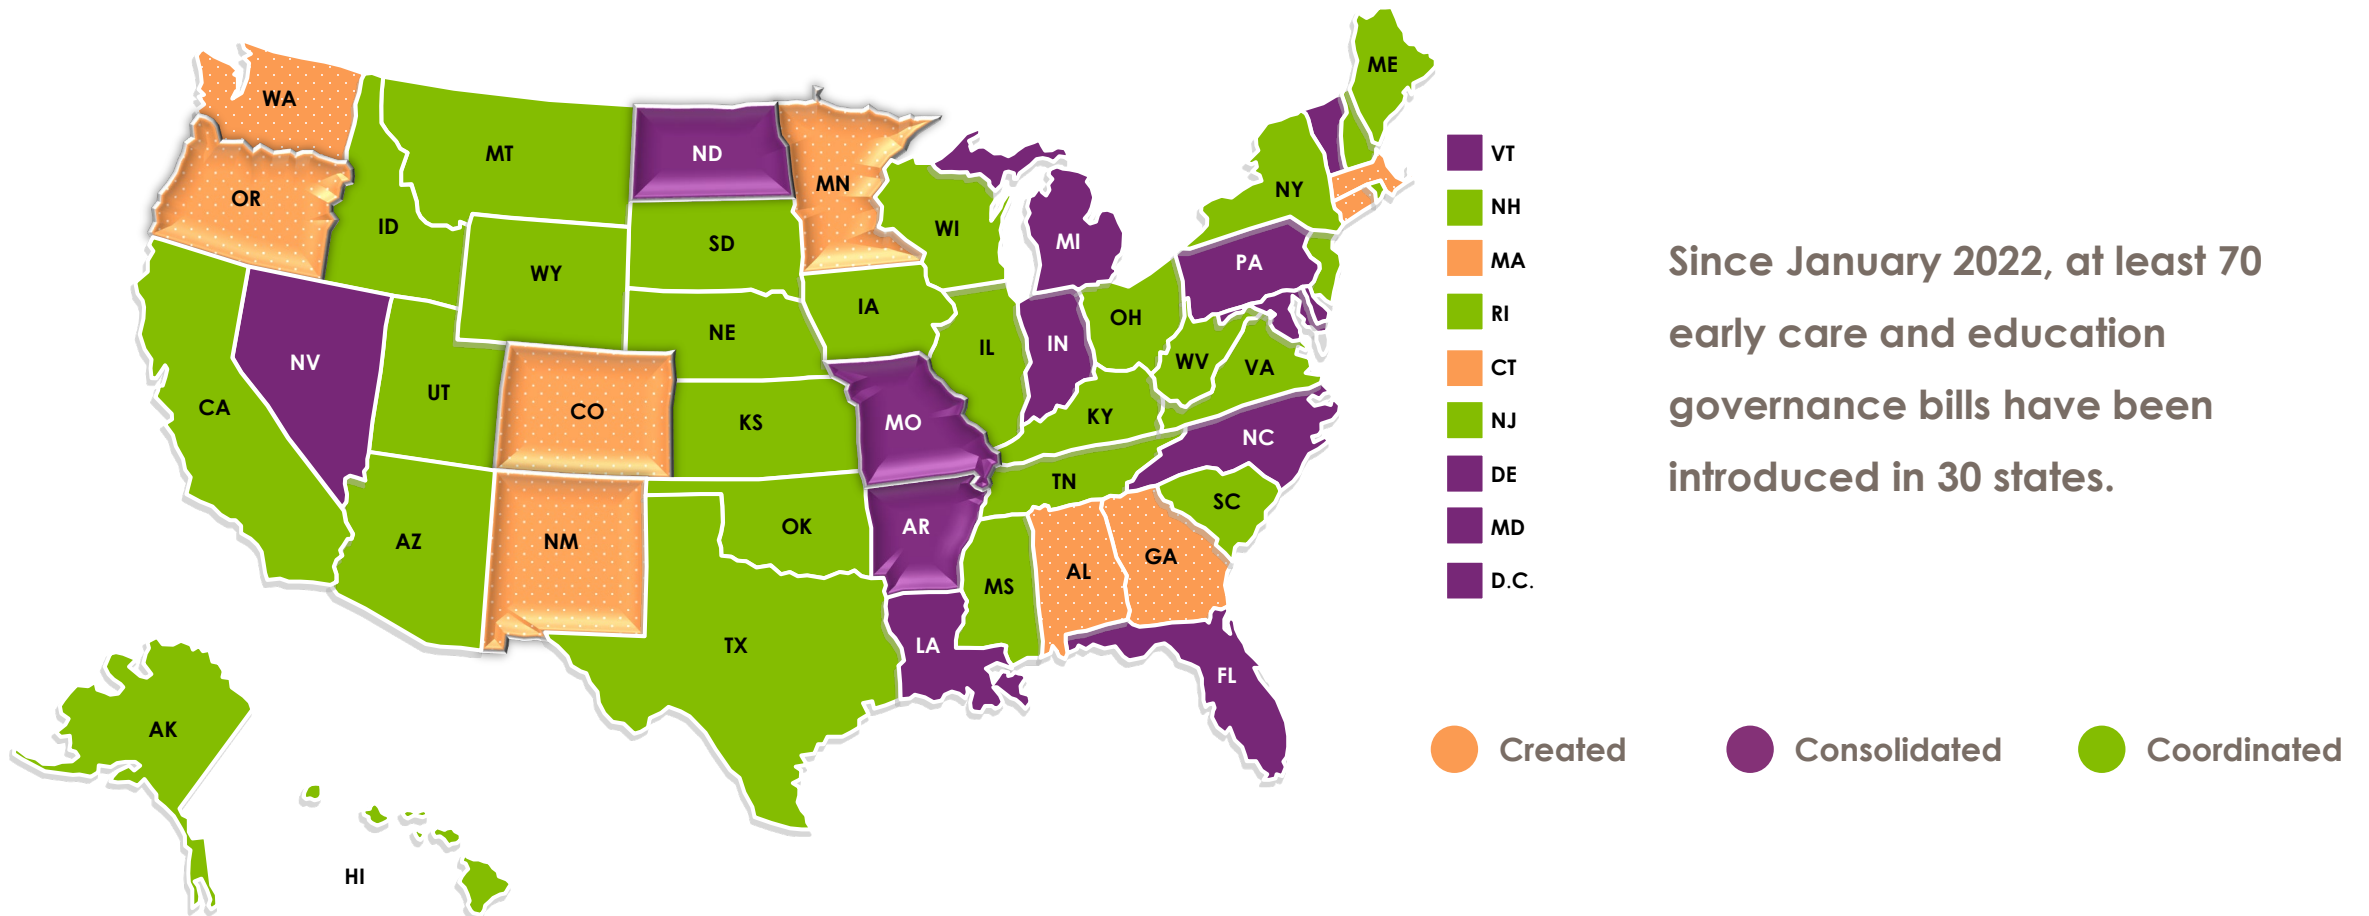 ME
WA
MT
ND
MN
OR
ID
SD
WI
MI
NY
PA
WY
IA
NE
OH
IL
IN
WV
VA
NV
UT
CA
CO
KS
MO
KY
NC
TN
SC
AZ
NM
OK
AR
MS
AL
GA
TX
LA
FL
AK
HI
VT
NH
MA
RI
CT
NJ
DE
MD
D.C.
Since January 2022, at least 70
early care and education
governance bills have been
introduced in 30 states.
Created
Consolidated
Coordinated